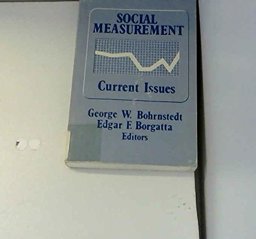 SOCIAL
MEASUREMENT
Current Issues
George W. Bohrnstedt
Edgar F. Borgatta
Editors